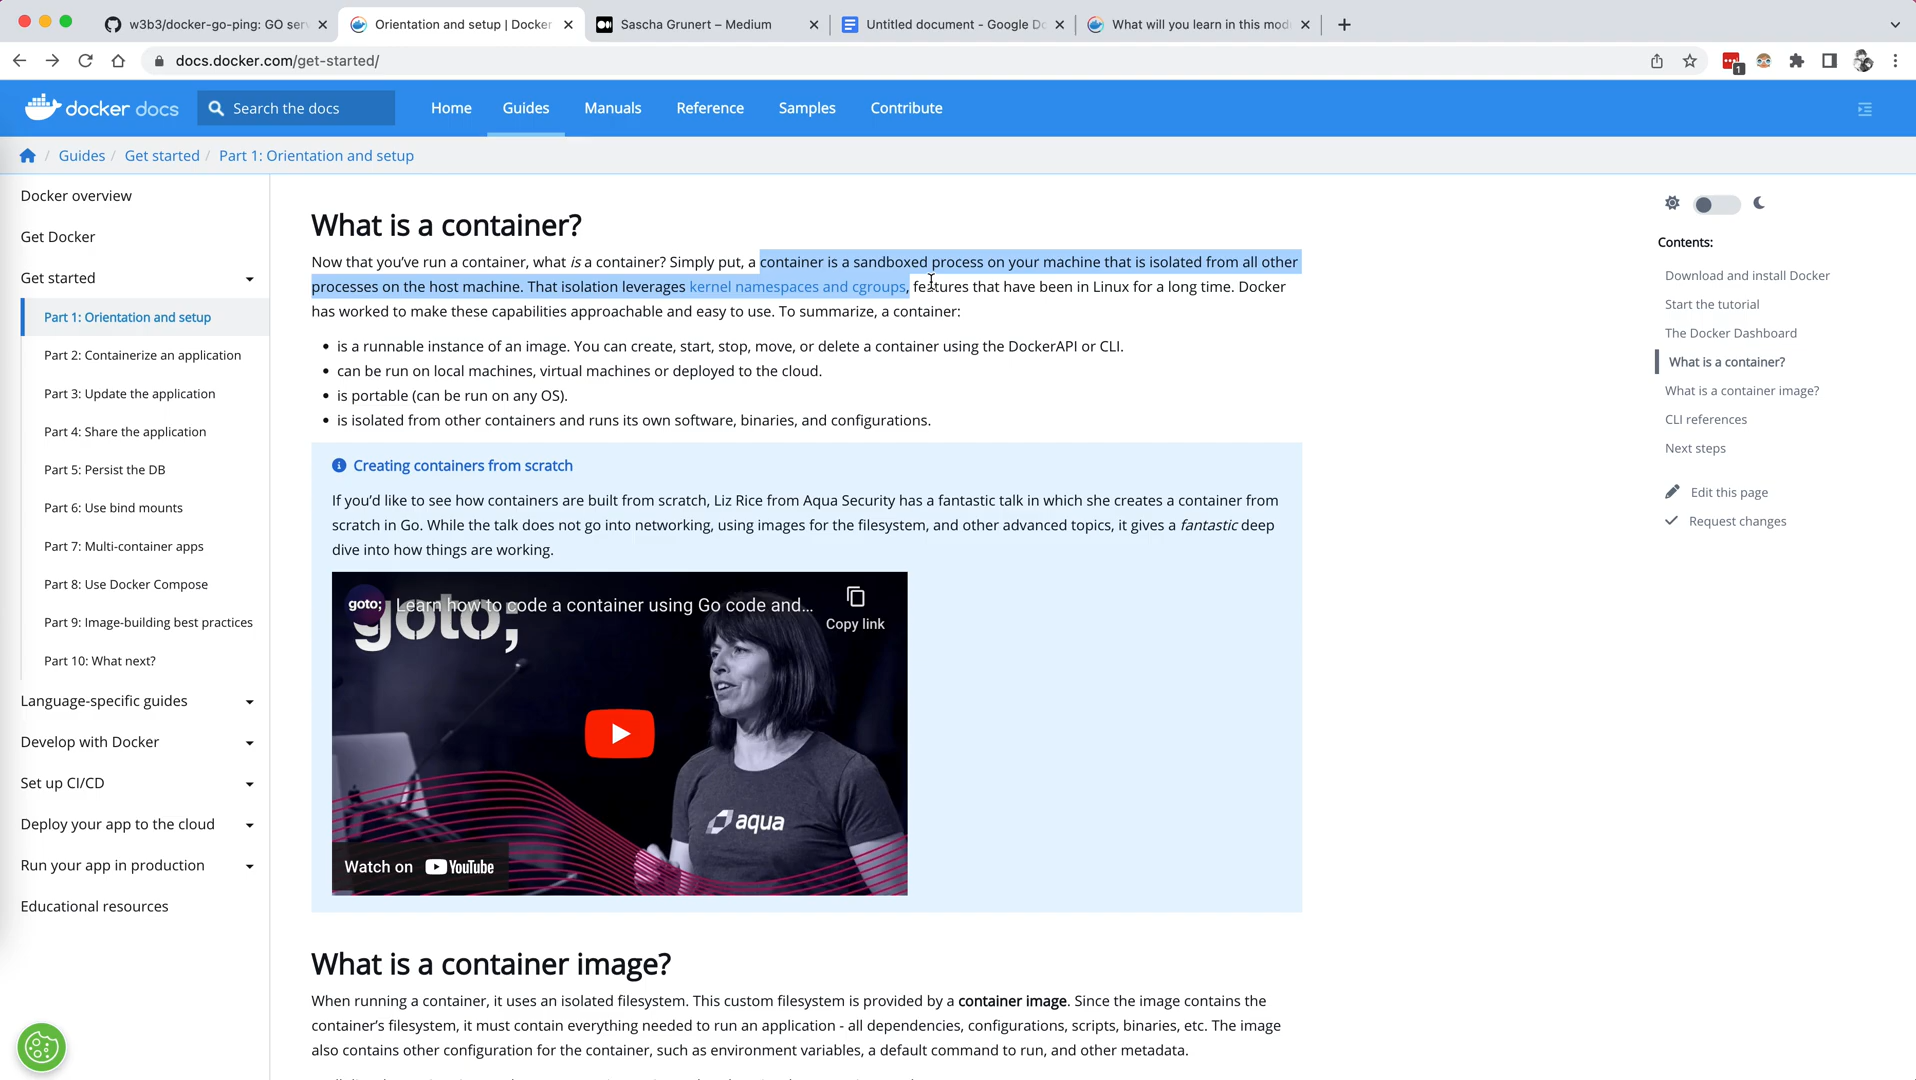 w3b3/docker-go-ping: GO serv
Orientation and setup | Docker
Sascha Grunert – Medium
Untitled document - Google Do
What will you learn in this mod
docs.docker.com/get-started/
1
docker docs
Search the docs
Home
Guides
Manuals
Reference
Samples
Contribute
/ Guides / Get started / Part 1: Orientation and setup
Docker overview
Get Docker
Get started
Part 1: Orientation and setup
Part 2: Containerize an application
Part 3: Update the application
Part 4: Share the application
Part 5: Persist the DB
Part 6: Use bind mounts
Part 7: Multi-container apps
Part 8: Use Docker Compose
Part 9: Image-building best practices
Part 10: What next?
Language-specific guides
Develop with Docker
Set up CI/CD
Deploy your app to the cloud
Run your app in production
Educational resources
What is a container?
Now that you’ve run a container, what is a container? Simply put, a container is a sandboxed process on your machine that is isolated from all other
processes on the host machine. That isolation leverages kernel namespaces and cgroups, features that have been in Linux for a long time. Docker
has worked to make these capabilities approachable and easy to use. To summarize, a container:
• is a runnable instance of an image. You can create, start, stop, move, or delete a container using the DockerAPI or CLI.
• can be run on local machines, virtual machines or deployed to the cloud.
• is portable (can be run on any OS).
• is isolated from other containers and runs its own software, binaries, and configurations.
Creating containers from scratch
If you’d like to see how containers are built from scratch, Liz Rice from Aqua Security has a fantastic talk in which she creates a container from
scratch in Go. While the talk does not go into networking, using images for the filesystem, and other advanced topics, it gives a fantastic deep
dive into how things are working.
goto;
Learn how to code a container using Go code and...
Copy link
goto;
aqua
Watch on YouTube
What is a container image?
When running a container, it uses an isolated filesystem. This custom filesystem is provided by a container image. Since the image contains the
container’s filesystem, it must contain everything needed to run an application - all dependencies, configurations, scripts, binaries, etc. The image
also contains other configuration for the container, such as environment variables, a default command to run, and other metadata.
Contents:
Download and install Docker
Start the tutorial
The Docker Dashboard
What is a container?
What is a container image?
CLI references
Next steps
Edit this page
Request changes